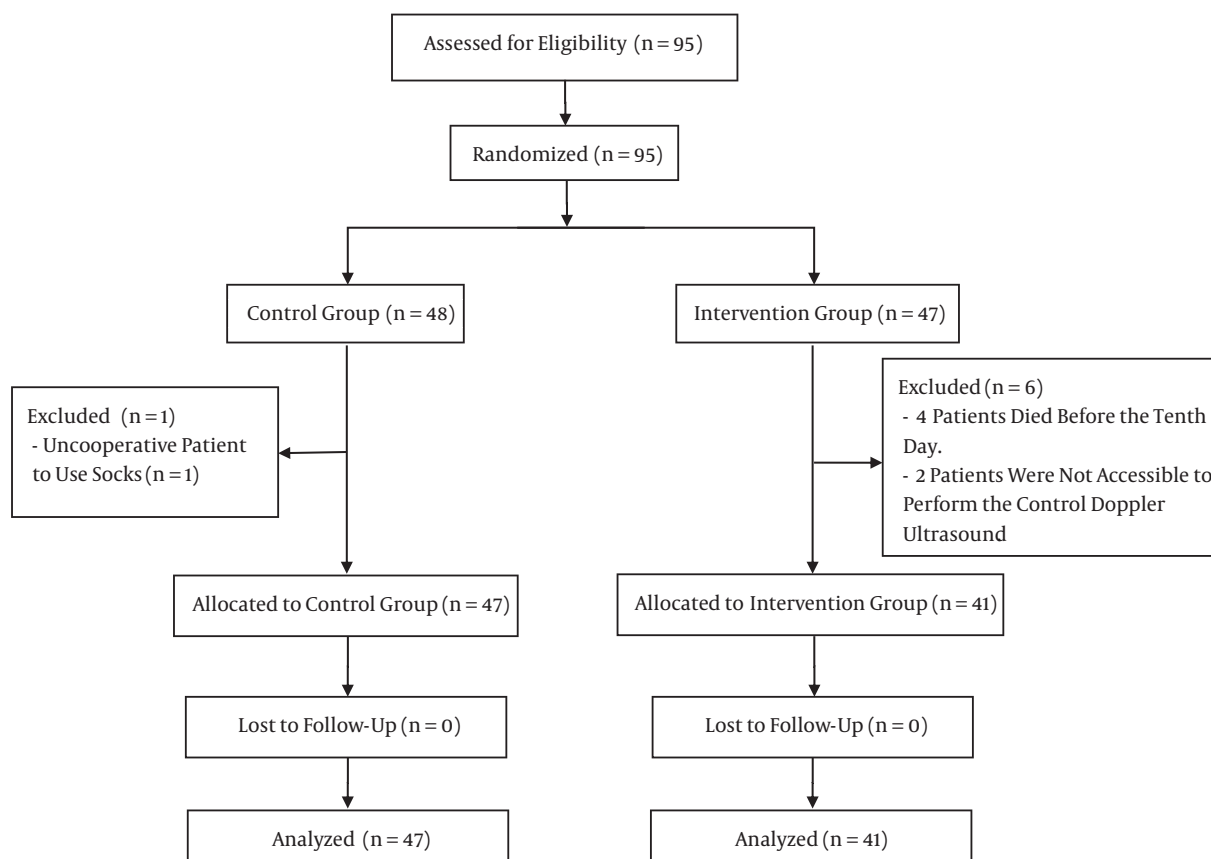 Assessed for Eligibility (n = 95)
Randomized (n = 95)
Control Group (n = 48)
Intervention Group (n = 47)
Excluded (n = 1)
- Uncooperative Patient
to Use Socks (n = 1)
Excluded (n = 6)
- 4 Patients Died Before the Tenth
Day.
- 2 Patients Were Not Accessible to
Perform the Control Doppler
Ultrasound
Allocated to Control Group (n = 47)
Allocated to Intervention Group (n = 41)
Lost to Follow-Up (n = 0)
Lost to Follow-Up (n = 0)
Analyzed (n = 47)
Analyzed (n = 41)